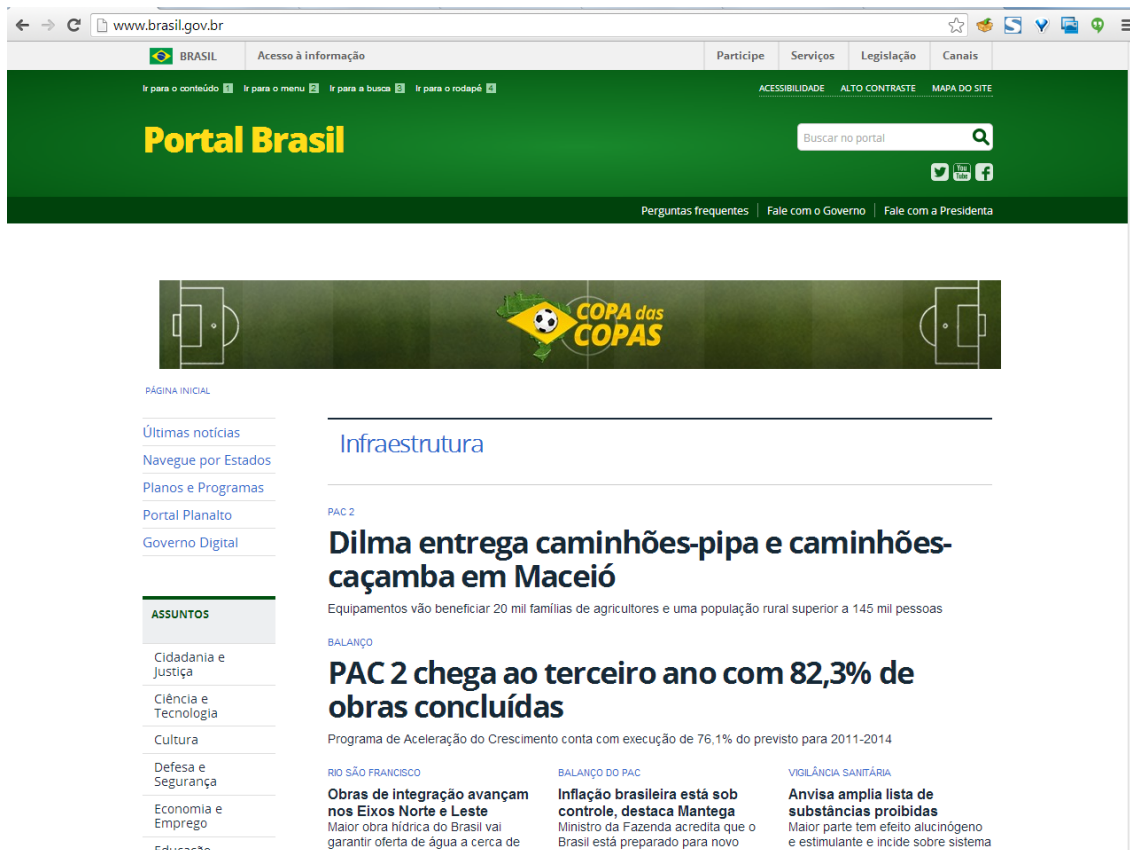 www.brasil.gov.br
BRASIL
Acesso à informação
Participe
Serviços
Legislação
Canais
Ir para o conteúdo 1
Ir para o menu 2
Ir para a busca 3
Ir para o rodapé 4
ACESSIBILIDADE
ALTO CONTRASTE
MAPA DO SITE
Portal Brasil
Buscar no portal
You Tube
Perguntas frequentes
Fale com o Governo
Fale com a Presidenta
COPA das
COPAS
PÁGINA INICIAL
Últimas notícias
Navegue por Estados
Planos e Programas
Portal Planalto
Governo Digital
ASSUNTOS
Cidadania e
Justiça
Ciência e
Tecnologia
Cultura
Defesa e
Segurança
Economia e
Emprego
Educação
Infraestrutura
PAC 2
Dilma entrega caminhões-pipa e caminhões-
caçamba em Maceió
Equipamentos vão beneficiar 20 mil famílias de agricultores e uma população rural superior a 145 mil pessoas
BALANÇO
PAC 2 chega ao terceiro ano com 82,3% de
obras concluídas
Programa de Aceleração do Crescimento conta com execução de 76,1% do previsto para 2011-2014
RIO SÃO FRANCISCO
Obras de integração avançam
nos Eixos Norte e Leste
Maior obra hídrica do Brasil vai
garantir oferta de água a cerca de
BALANÇO DO PAC
Inflação brasileira está sob
controle, destaca Mantega
Ministro da Fazenda acredita que o
Brasil está preparado para novo
VIGILÂNCIA SANITÁRIA
Anvisa amplia lista de
substâncias proibidas
Maior parte tem efeito alucinógeno
e estimulante e incide sobre sistema